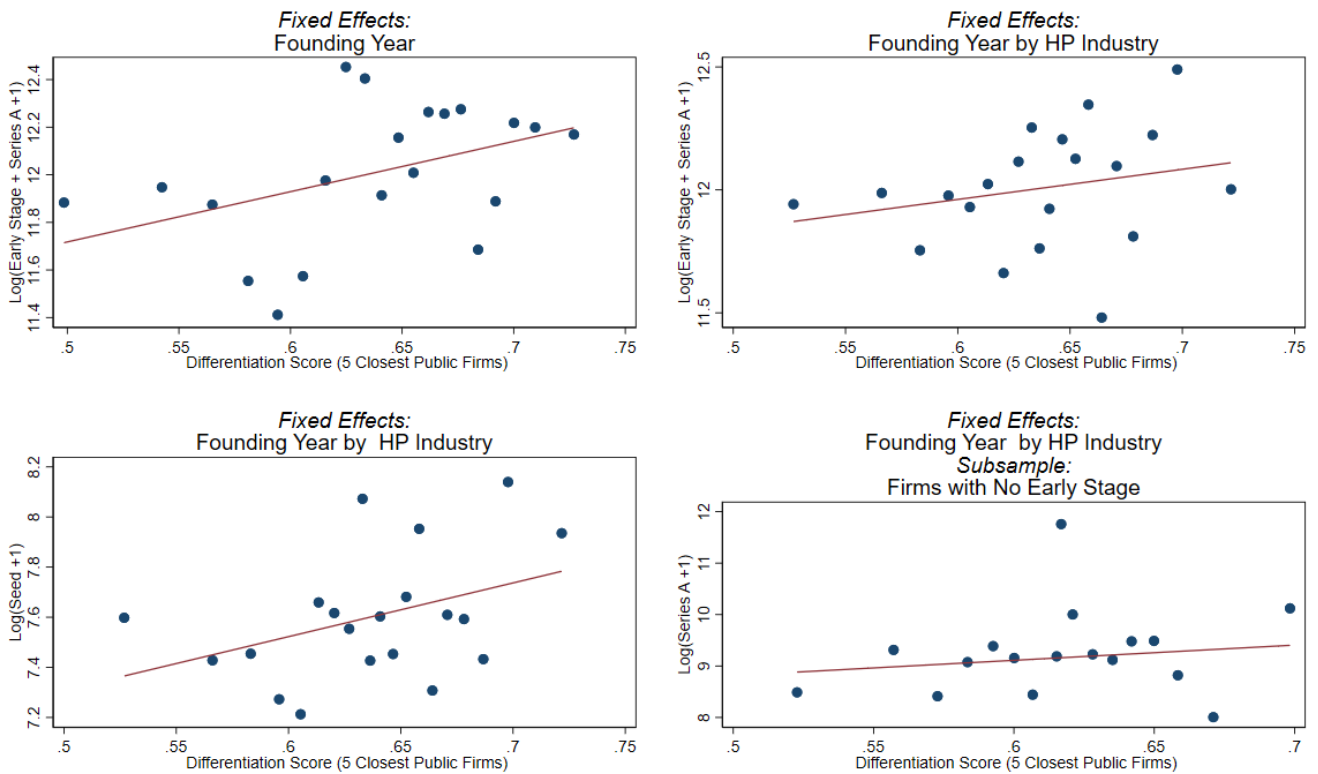 Fixed Effects:
Founding Year
Log(Early Stage + Series A +1)
12.4
12.2
12
11.8
11.6
11.4
.5
.55
.6
.65
.7
.75
Differentiation Score (5 Closest Public Firms)
Fixed Effects:
Founding Year by HP Industry
Log(Early Stage + Series A +1)
12.5
12
11.5
.5
.55
.6
.65
.7
.75
Differentiation Score (5 Closest Public Firms)
Fixed Effects:
Founding Year by  HP Industry
Log(Seed +1)
8.2
8
7.8
7.6
7.4
7.2
.5
.55
.6
.65
.7
.75
Differentiation Score (5 Closest Public Firms)
Fixed Effects:
Founding Year  by HP Industry
Subsample:
Firms with No Early Stage
Log(Series A +1)
12
11
10
9
8
.5
.55
.6
.65
.7
Differentiation Score (5 Closest Public Firms)